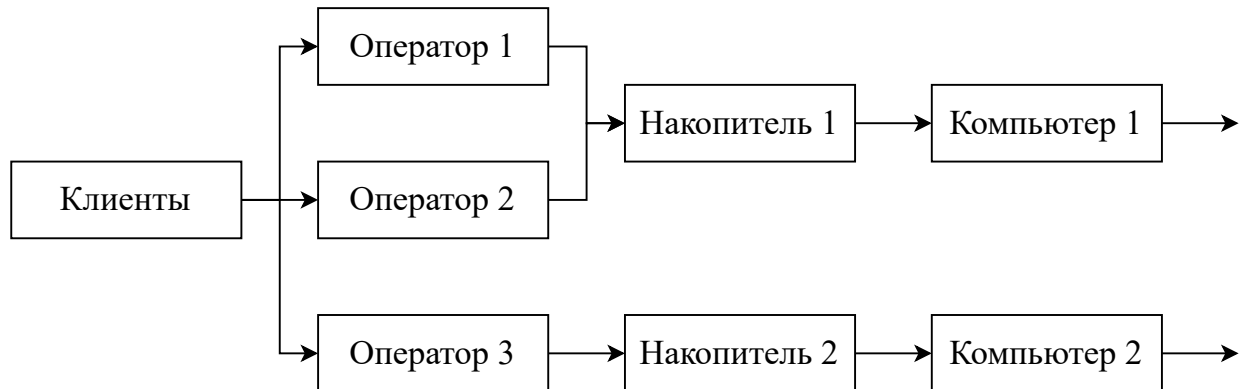 Оператор 1
Накопитель 1
Компьютер 1
Клиенты
Оператор 2
Оператор 3
Накопитель 2
Компьютер 2